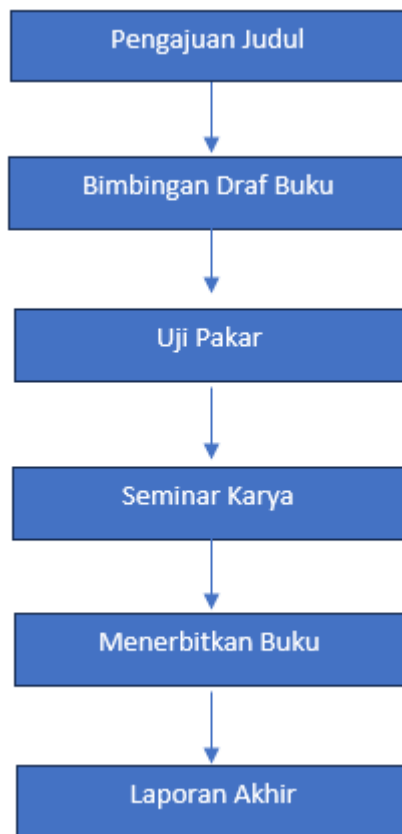 Pengajuan Judul
Bimbingan Draf Buku
Uji Pakar
Seminar Karya
Menerbitkan Buku
Laporan Akhir